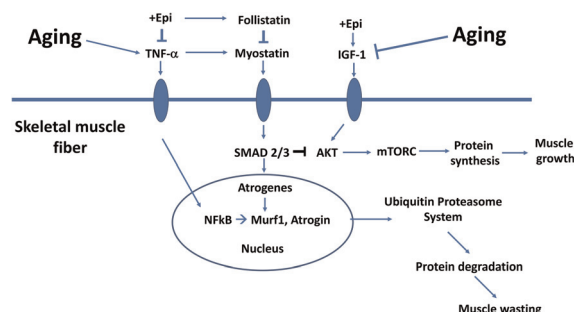 +Epi
Follistatin
+Epi
Aging
Aging
TNF-α
Myostatin
IGF-1
Skeletal muscle
fiber
SMAD 2/3
AKT
mTORC
Protein
synthesis
Muscle
growth
Atrogenes
NFkB
Murf1, Atrogin
Nucleus
Ubiquitin Proteasome
System
Protein degradation
Muscle wasting